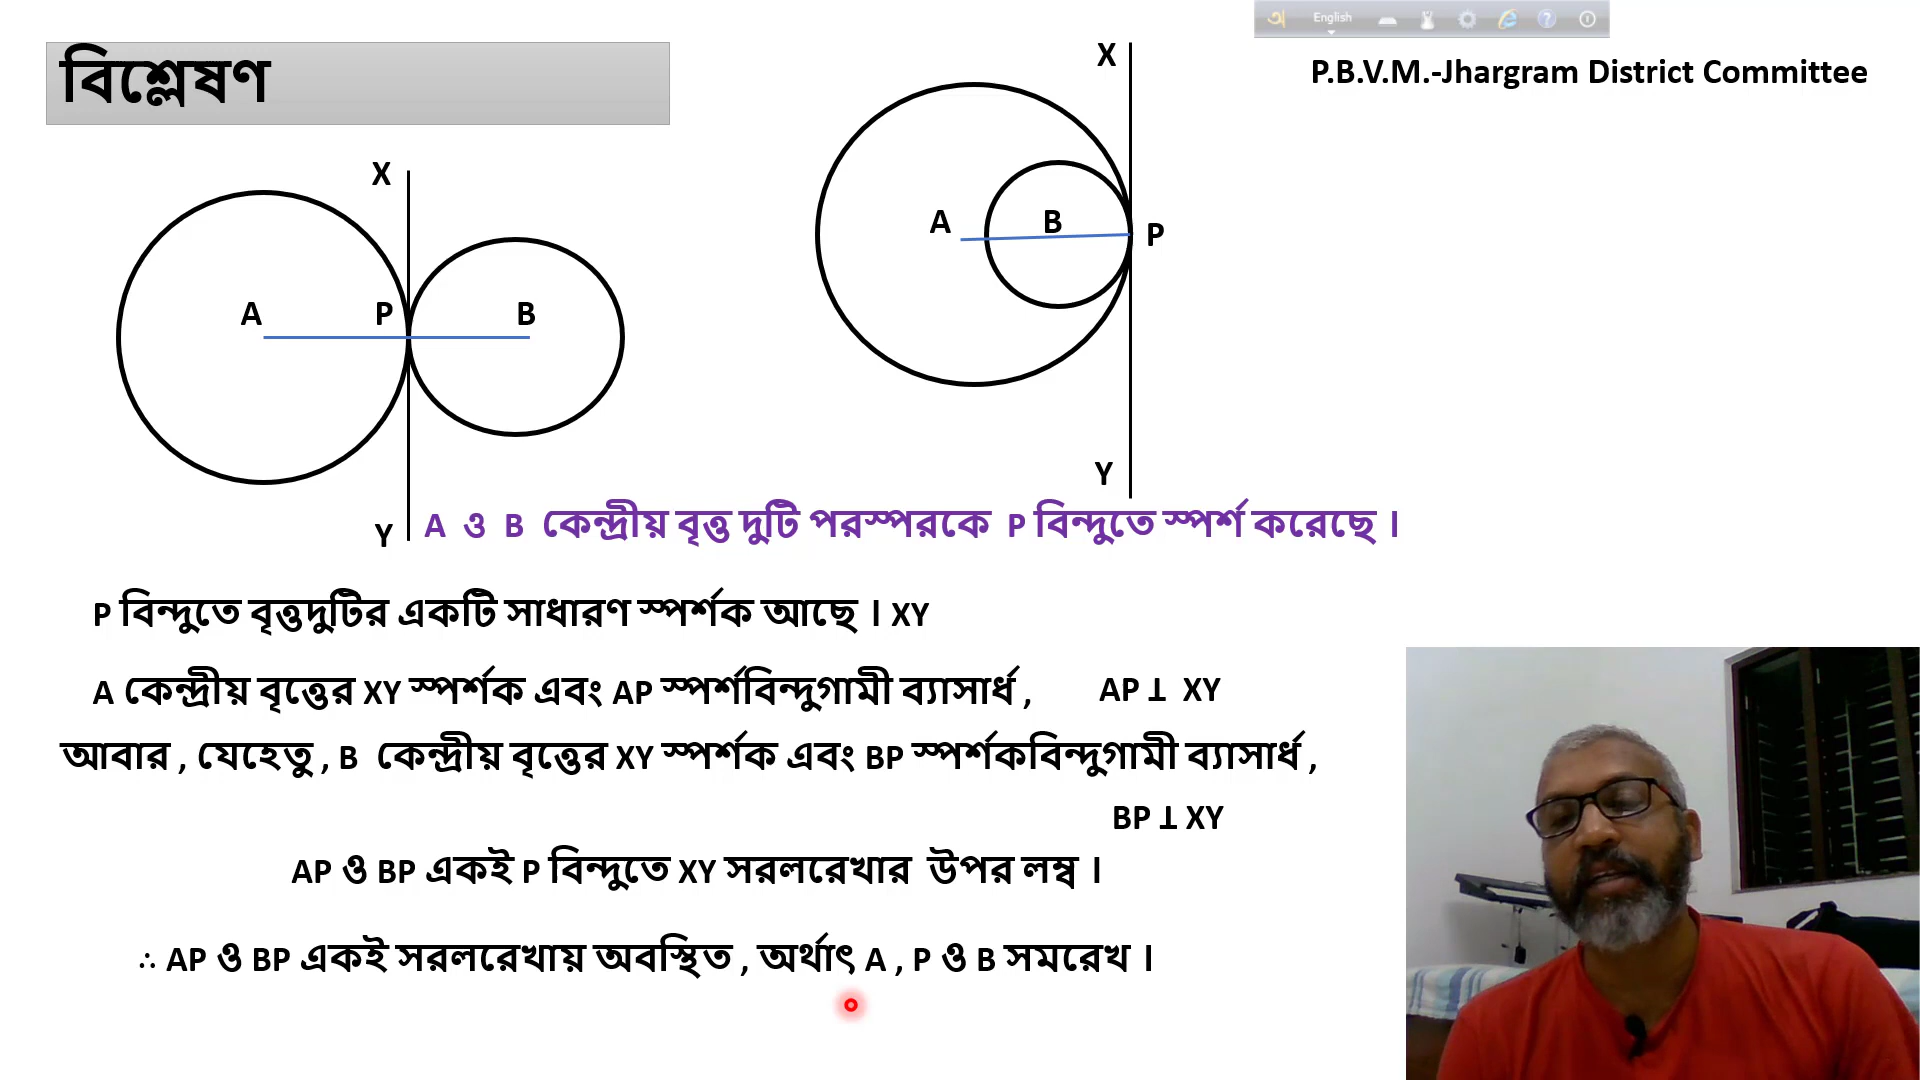 English
P.B.V.M.-Jhargram District Committee
বিশ্লেষণ
X
A P B
Y
X
A B P
Y
A ও B কেন্দ্রীয় বৃত্ত দুটি পরস্পরকে P বিন্দুতে স্পর্শ করেছে ।
P বিন্দুতে বৃত্তদুটির একটি সাধারণ স্পর্শক আছে । XY
A কেন্দ্রীয় বৃত্তের XY স্পর্শক এবং AP স্পর্শবিন্দুগামী ব্যাসার্ধ , AP ⊥ XY
আবার , যেহেতু , B কেন্দ্রীয় বৃত্তের XY স্পর্শক এবং BP স্পর্শকবিন্দুগামী ব্যাসার্ধ ,
BP ⊥ XY
AP ও BP একই P বিন্দুতে XY সরলরেখার উপর লম্ব ।
∴ AP ও BP একই সরলরেখায় অবস্থিত , অর্থাৎ A , P ও B সমরেখ ।